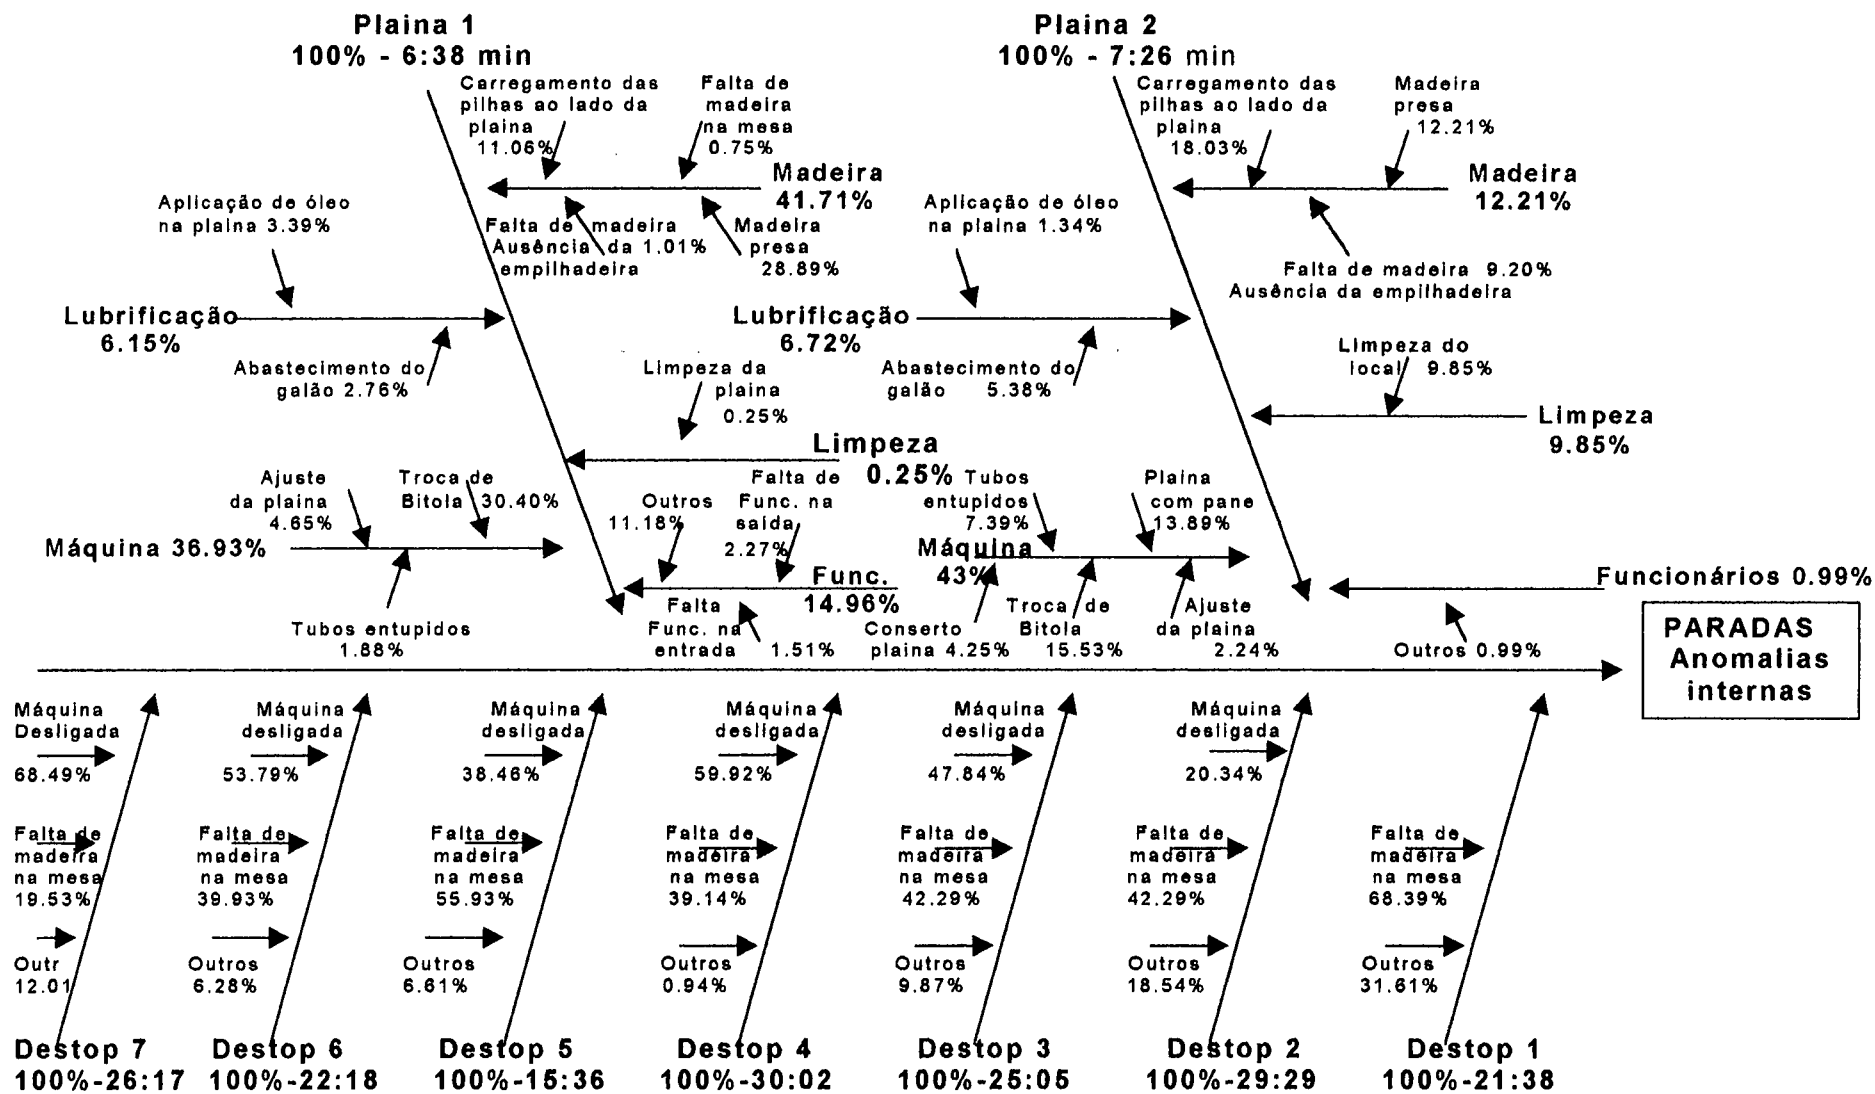 Plaina 1
100% - 6:38 min
Carregamento das
pilhas ao lado da
plaina
11.06%
Falta de
madeira
na mesa
0.75%
Madeira
41.71%
Falta de madeira
Ausência da 1.01%
empilhadeira
Madeira
presa
28.89%
Aplicação de óleo
na plaina 3.39%
Lubrificação
6.15%
Abastecimento do
galão 2.76%
Limpeza da
plaina
0.25%
Limpeza
0.25%
Ajuste
da plaina
4.65%
Troca de
Bitola 30.40%
Máquina 36.93%
Tubos entupidos
1.88%
Outros
11.18%
Falta de
Func. na
saída
2.27%
Func.
14.96%
Falta
Func. na
entrada 1.51%
Plaina 2
100% - 7:26 min
Carregamento das
pilhas ao lado da
plaina
18.03%
Madeira
presa
12.21%
Madeira
12.21%
Falta de madeira 9.20%
Ausência da empilhadeira
Aplicação de óleo
na plaina 1.34%
Lubrificação
6.72%
Abastecimento do
galão 5.38%
Limpeza do
local 9.85%
Limpeza
9.85%
Tubos
entupidos
7.39%
Plaina
com pane
13.89%
Máquina
43%
Conserto
plaina 4.25%
Troca de
Bitola
15.53%
Ajuste
da plaina
2.24%
Funcionários 0.99%
Outros 0.99%
PARADAS
Anomalias
internas
Máquina
Desligada
68.49%
Falta de
madeira
na mesa
19.53%
Outr
12.01
Destop 7
100%-26:17
Máquina
desligada
53.79%
Falta de
madeira
na mesa
39.93%
Outros
6.28%
Destop 6
100%-22:18
Máquina
desligada
38.46%
Falta de
madeira
na mesa
55.93%
Outros
6.61%
Destop 5
100%-15:36
Máquina
desligada
59.92%
Falta de
madeira
na mesa
39.14%
Outros
0.94%
Destop 4
100%-30:02
Máquina
desligada
47.84%
Falta de
madeira
na mesa
42.29%
Outros
9.87%
Destop 3
100%-25:05
Máquina
desligada
20.34%
Falta de
madeira
na mesa
42.29%
Outros
18.54%
Destop 2
100%-29:29
Falta de
madeira
na mesa
68.39%
Outros
31.61%
Destop 1
100%-21:38